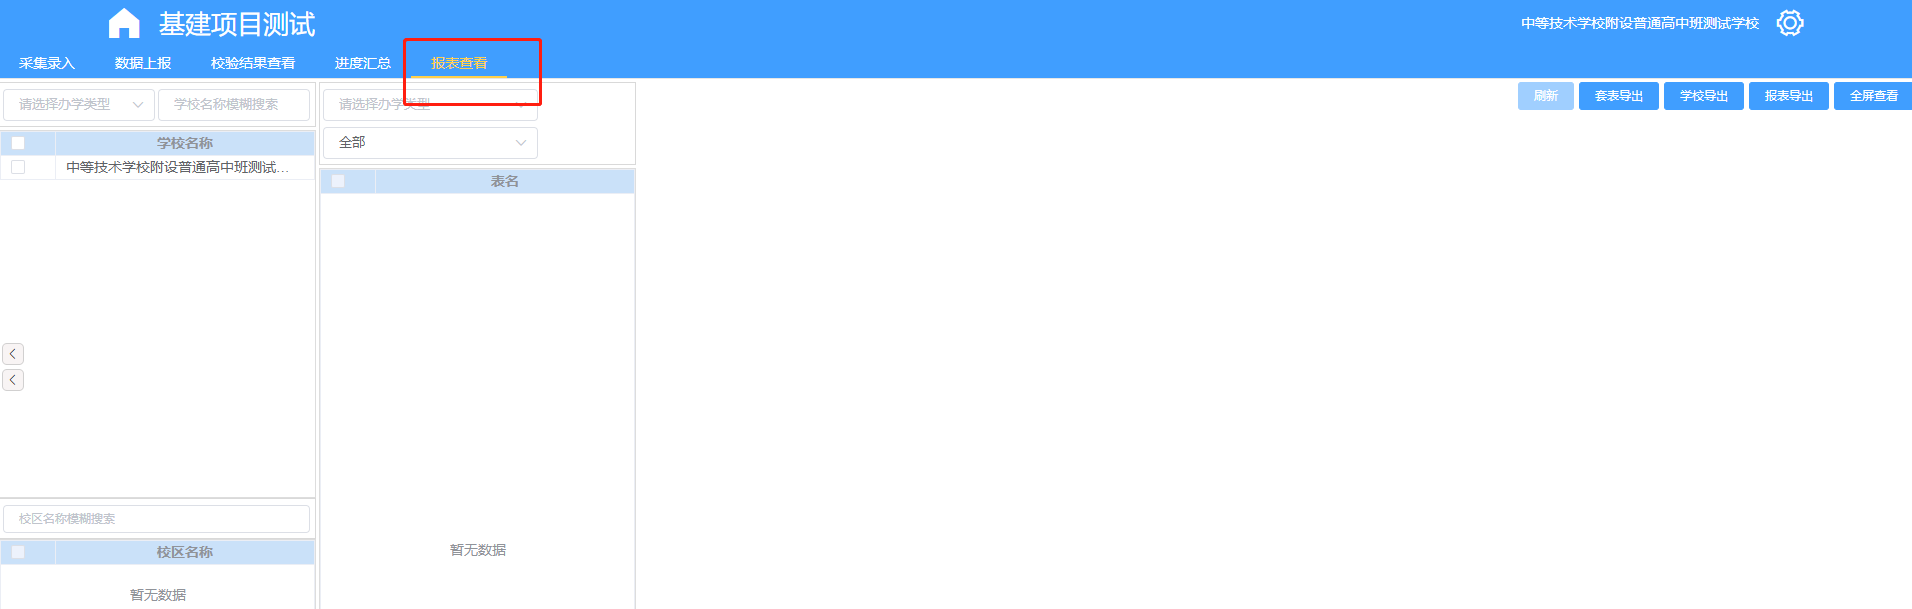 基建项目测试
中等技术学校附设普通高中班测试学校
采集录入
数据上报
校验结果查看
进度汇总
报表查看
请选择办学类型
学校名称模糊搜索
请选择办学类型
刷新
套表导出
学校导出
报表导出
全屏查看
全部
学校名称
中等技术学校附设普通高中班测试...
表名
暂无数据
校区名称模糊搜索
校区名称
暂无数据